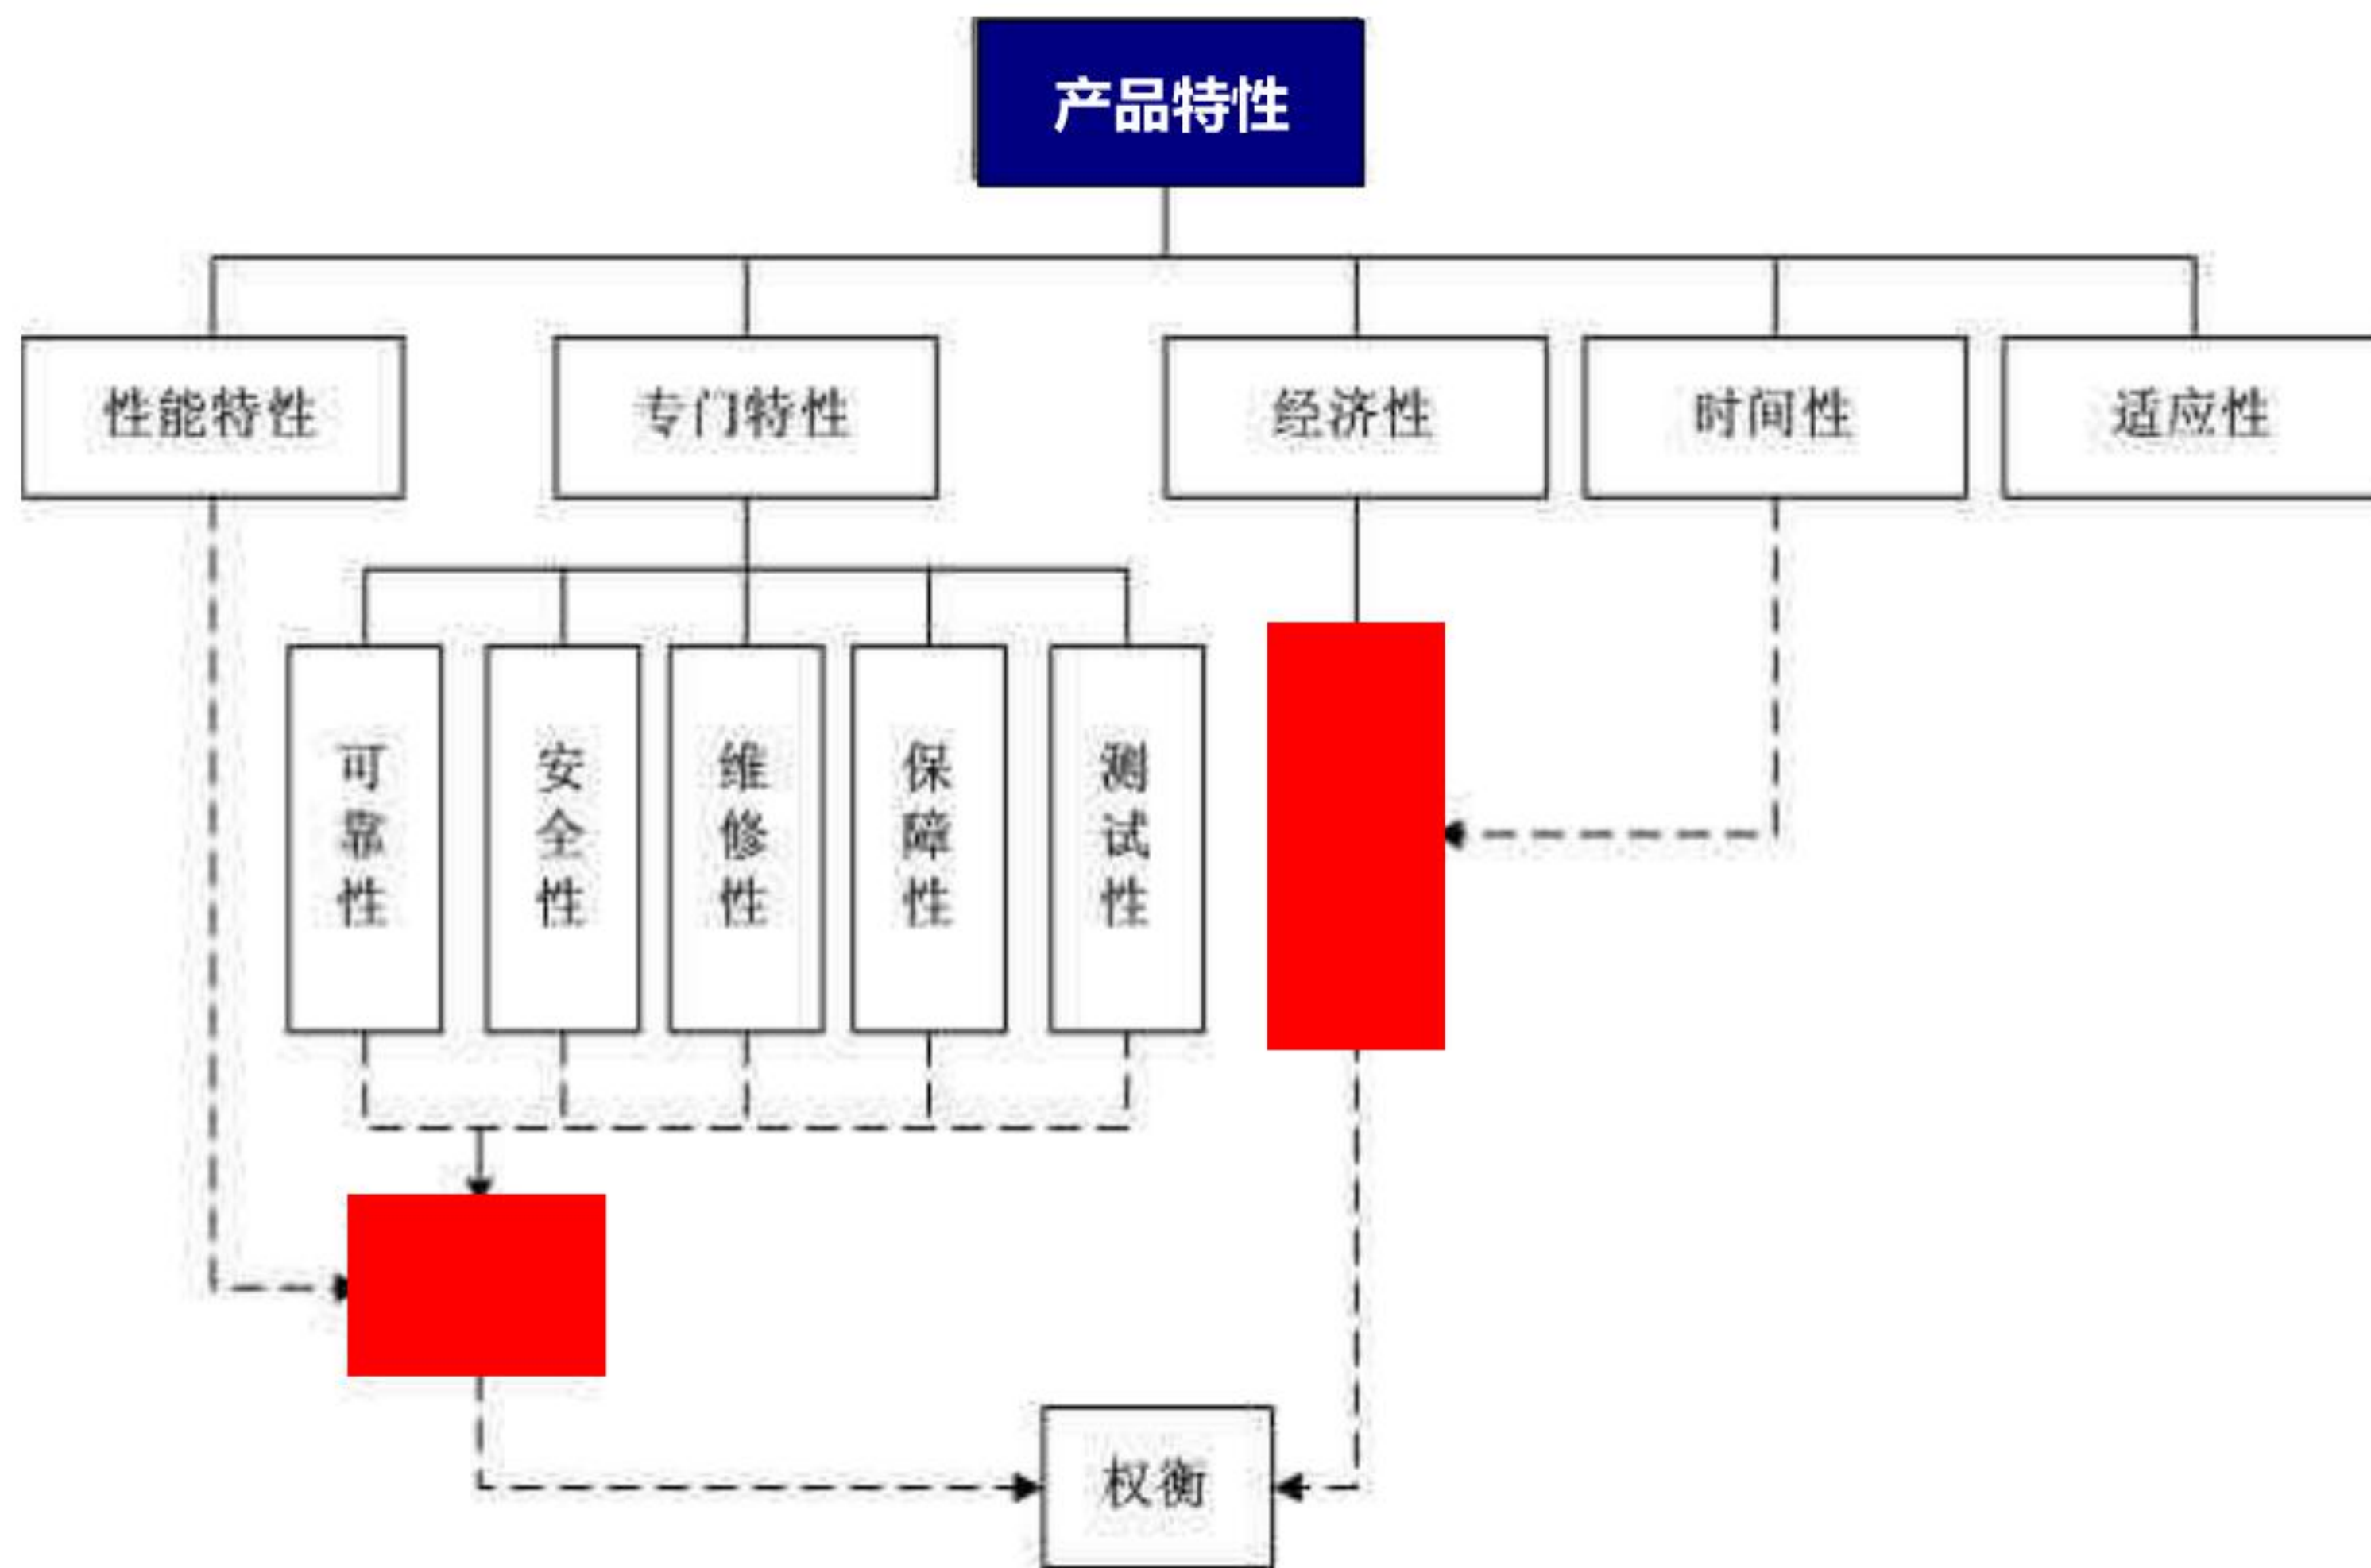 产品特性
性能特性
专门特性
经济性
时间性
适应性
可靠性
安全性
维修性
保障性
测试性
权衡